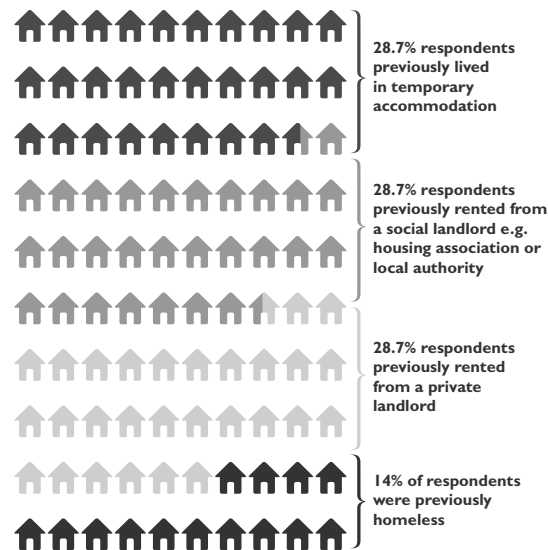 28.7% respondents
previously lived
in temporary
accommodation
28.7% respondents
previously rented from
a social landlord e.g.
housing association or
local authority
28.7% respondents
previously rented
from a private
landlord
14% of respondents
were previously
homeless